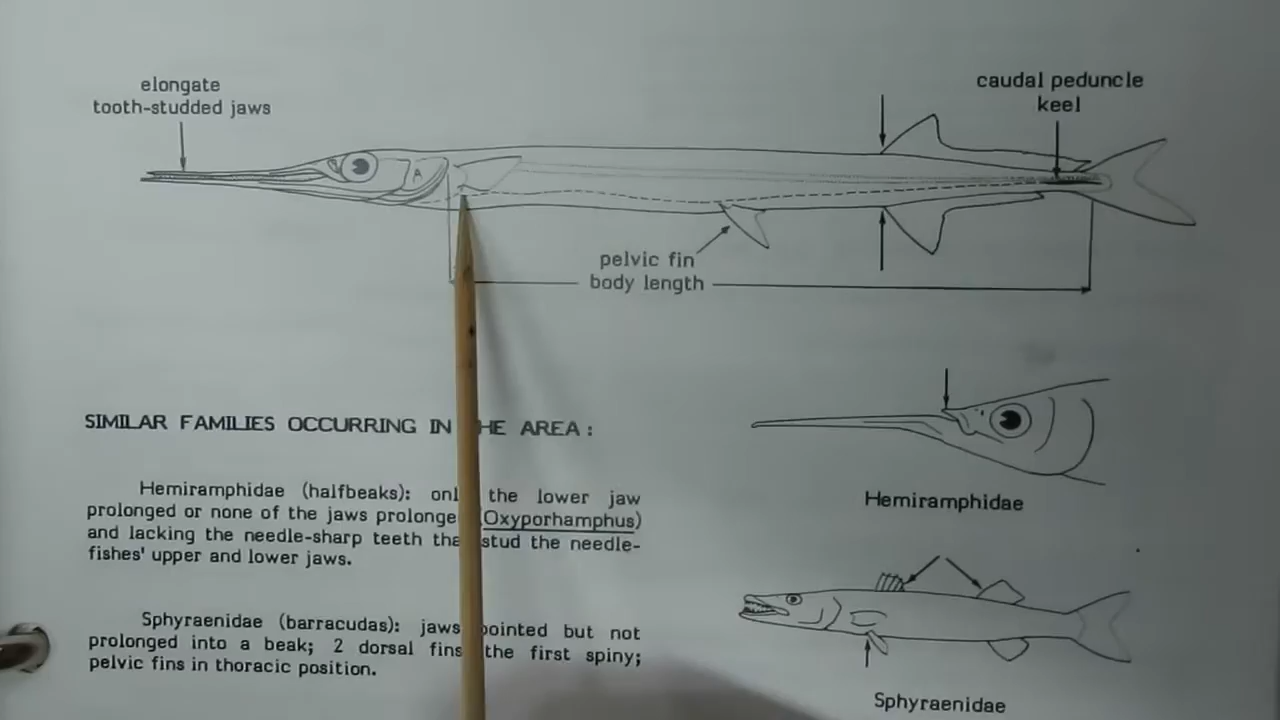 elongate
tooth-studded jaws
caudal peduncle
keel
pelvic fin
body length
SIMILAR FAMILIES OCCURRING IN HE AREA :
Hemiramphidae (halfbeaks): onl the lower jaw
prolonged or none of the jaws prolonge (Oxyporhamphus)
and lacking the needle-sharp teeth tha stud the needle-
fishes' upper and lower jaws.
Hemiramphidae
Sphyraenidae (barracudas): jaws pointed but not
prolonged into a beak; 2 dorsal fins the first spiny;
pelvic fins in thoracic position.
Sphyraenidae